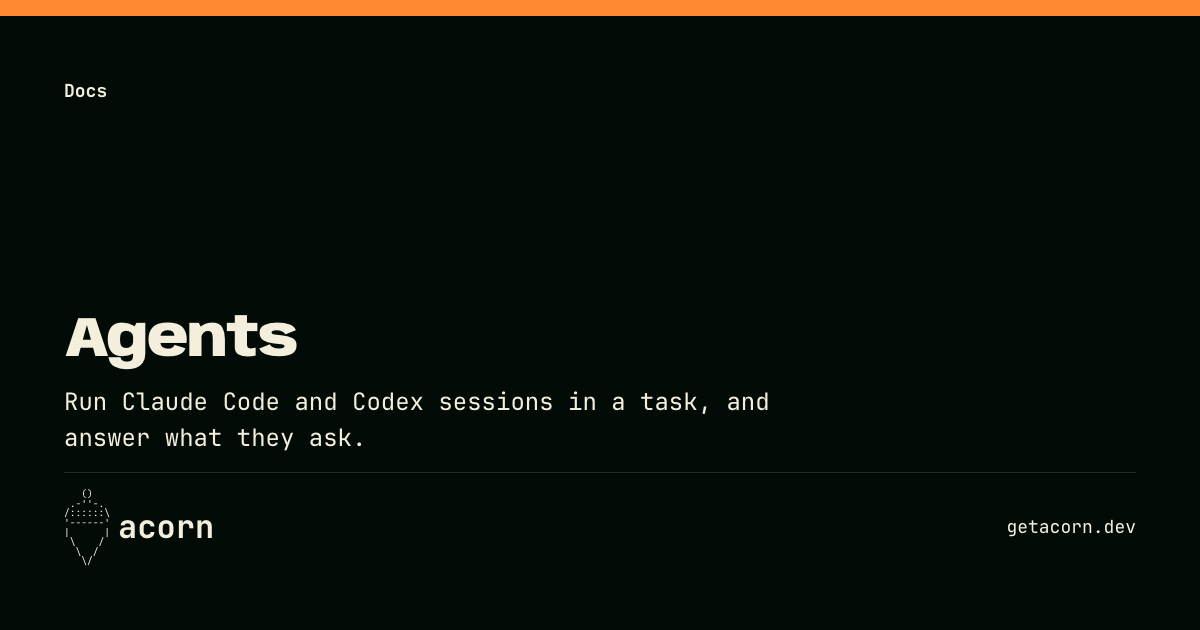 Docs
Agents
Run Claude Code and Codex sessions in a task, and
answer what they ask.
acorn
getacorn.dev